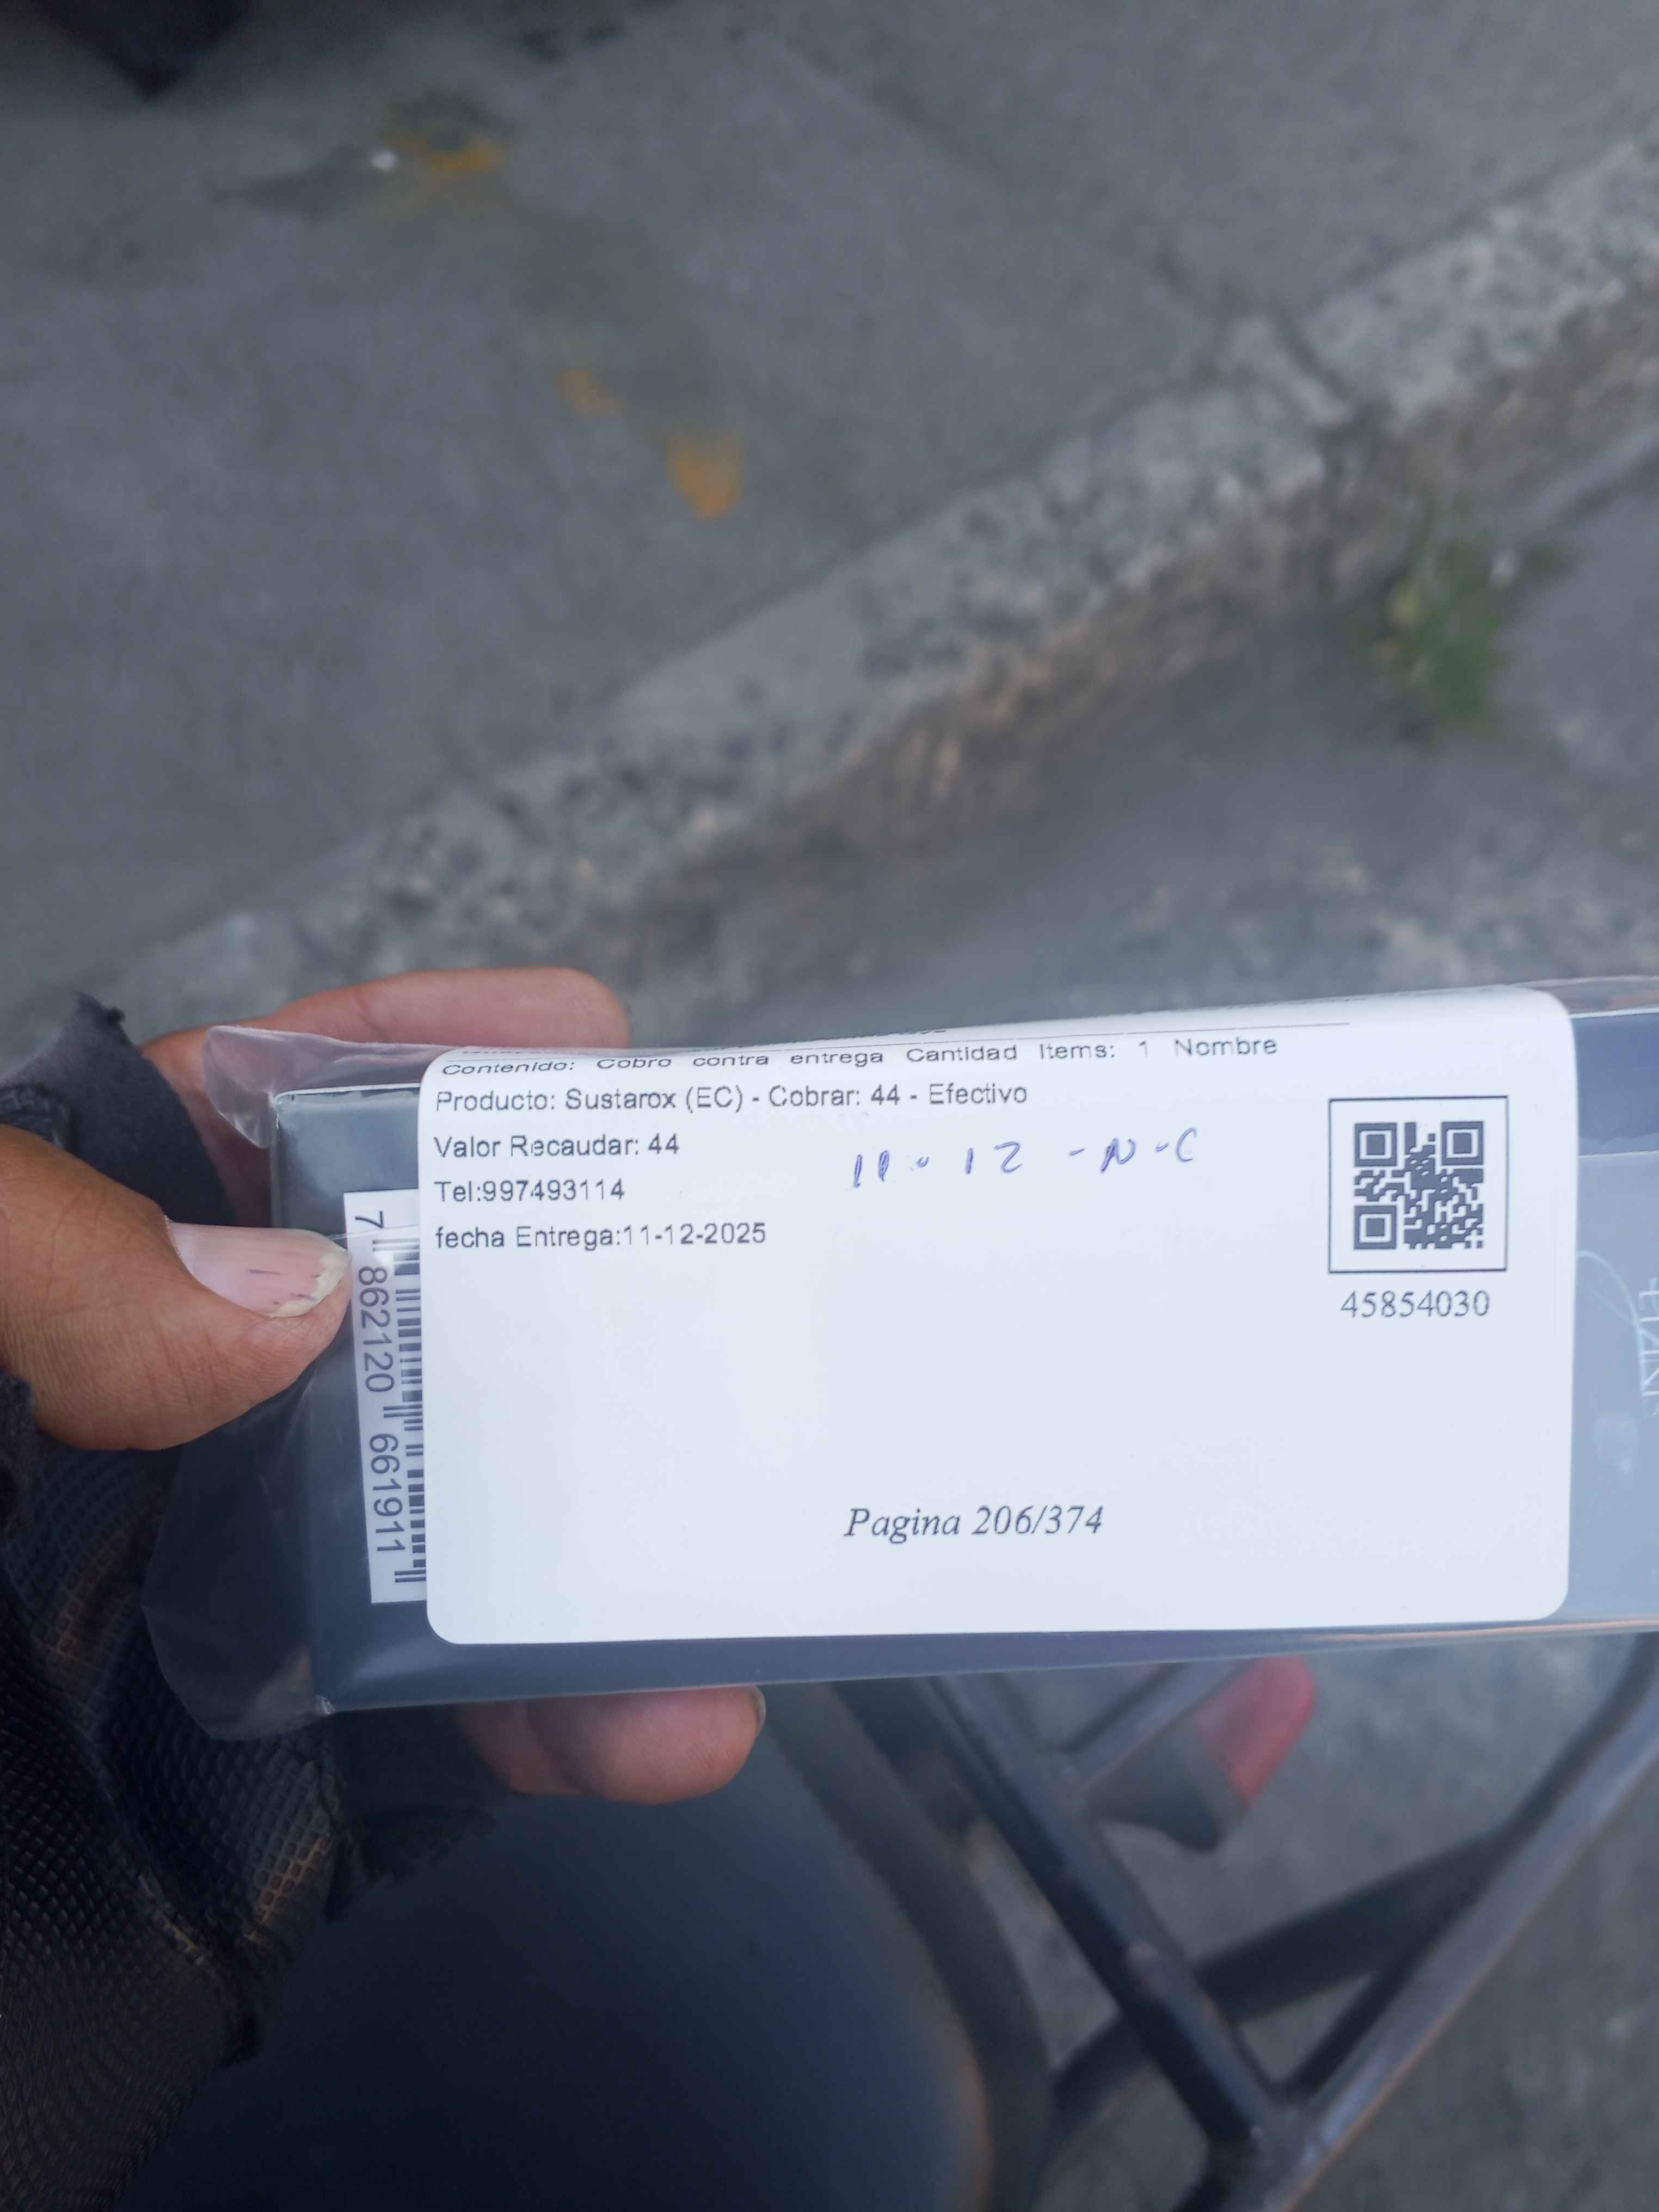 Contenido: Cobro contra entrega Cantidad Items: 1 Nombre
Producto: Sustarox (EC) - Cobrar: 44 - Efectivo
Valor Recaudar: 44
11-12 - N-C
Tel:997493114
fecha Entrega:11-12-2025
45854030
7 862120 661911
Pagina 206/374